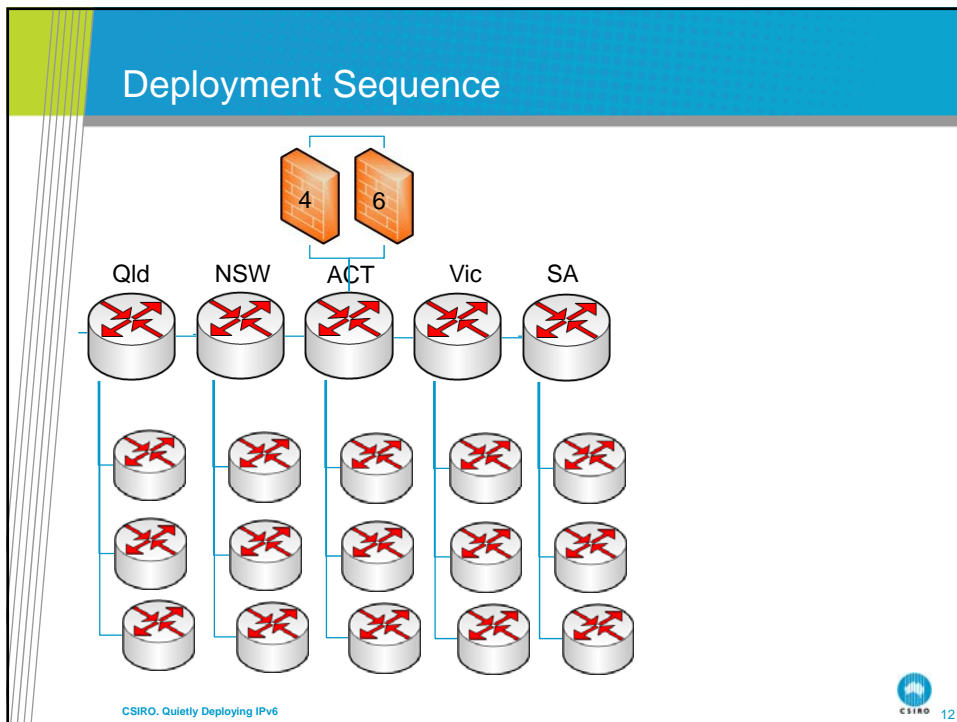 Deployment Sequence
4 6
Qld NSW ACT Vic SA
CSIRO. Quietly Deploying IPv6
CSIRO
12